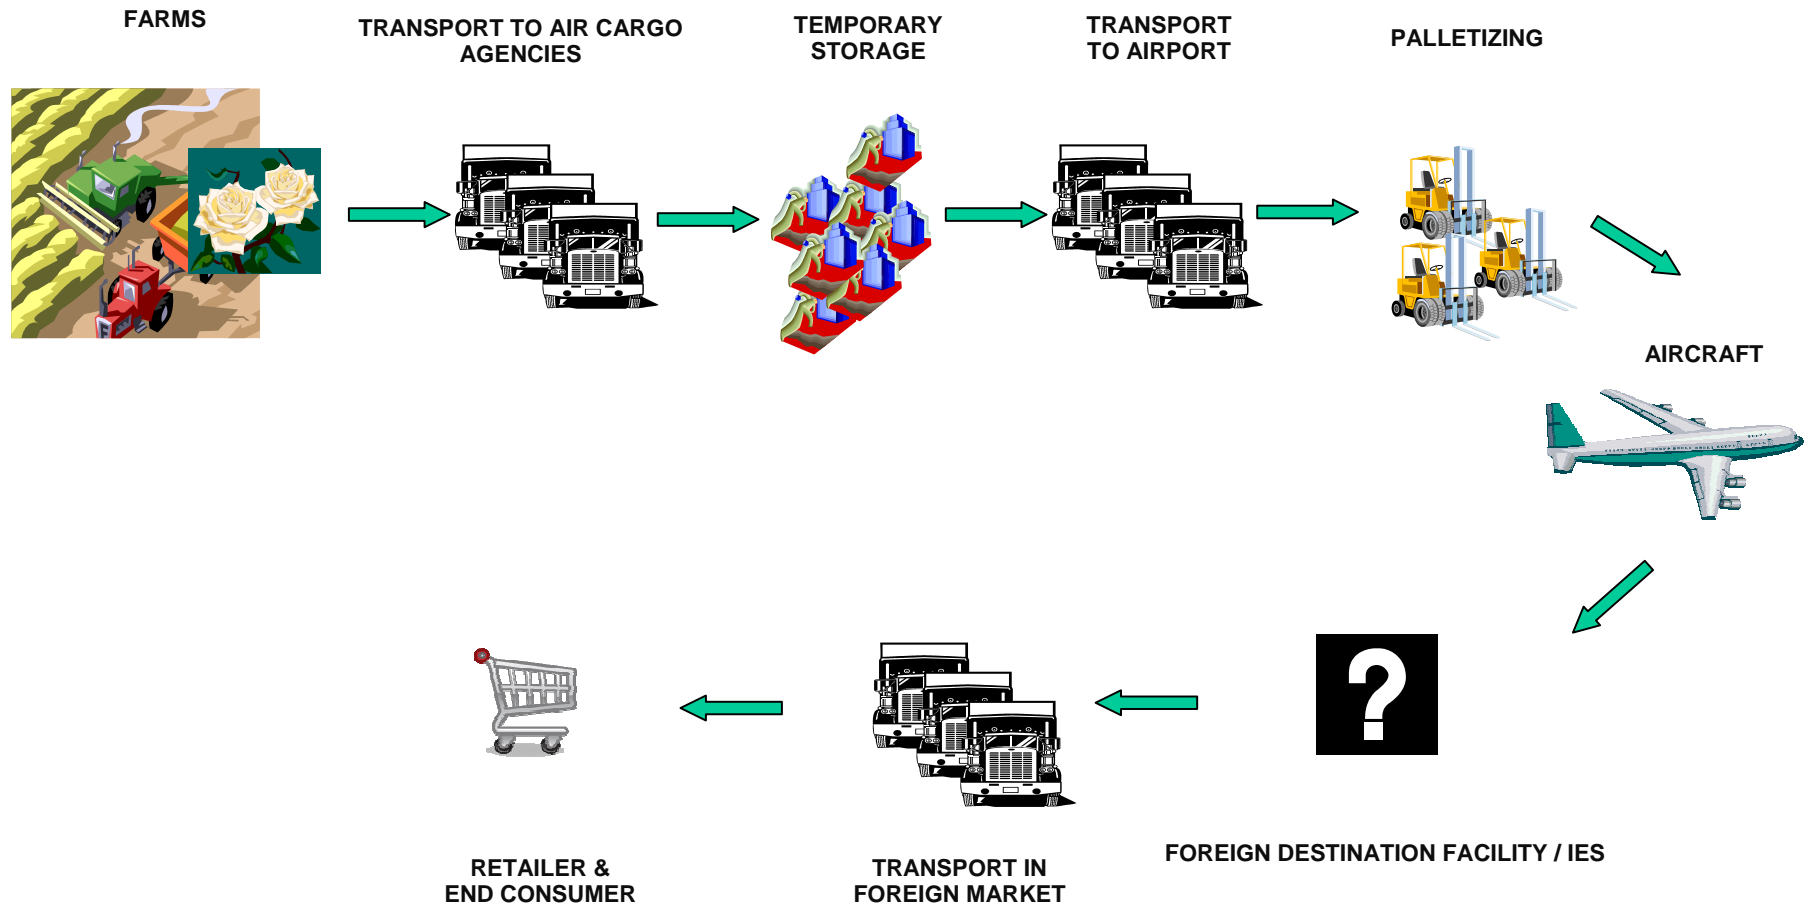 FARMS
TRANSPORT TO AIR CARGO
AGENCIES
TEMPORARY
STORAGE
TRANSPORT
TO AIRPORT
PALLETIZING
AIRCRAFT
FOREIGN DESTINATION FACILITY / IES
TRANSPORT IN
FOREIGN MARKET
RETAILER &
END CONSUMER